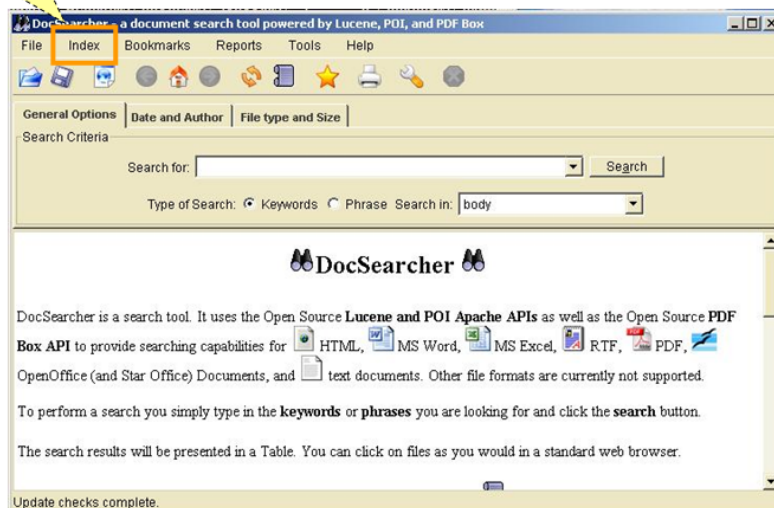 DocSearcher - a document search tool powered by Lucene, POI, and PDF Box
File Index Bookmarks Reports Tools Help
General Options Date and Author File type and Size
Search Criteria
Search for: Search
Type of Search: Keywords Phrase Search in: body
DocSearcher
DocSearcher is a search tool. It uses the Open Source Lucene and POI Apache APIs as well as the Open Source PDF
Box API to provide searching capabilities for HTML, MS Word, MS Excel, RTF, PDF,
OpenOffice (and Star Office) Documents, and text documents. Other file formats are currently not supported.
To perform a search you simply type in the keywords or phrases you are looking for and click the search button.
The search results will be presented in a Table. You can click on files as you would in a standard web browser.
Update checks complete.